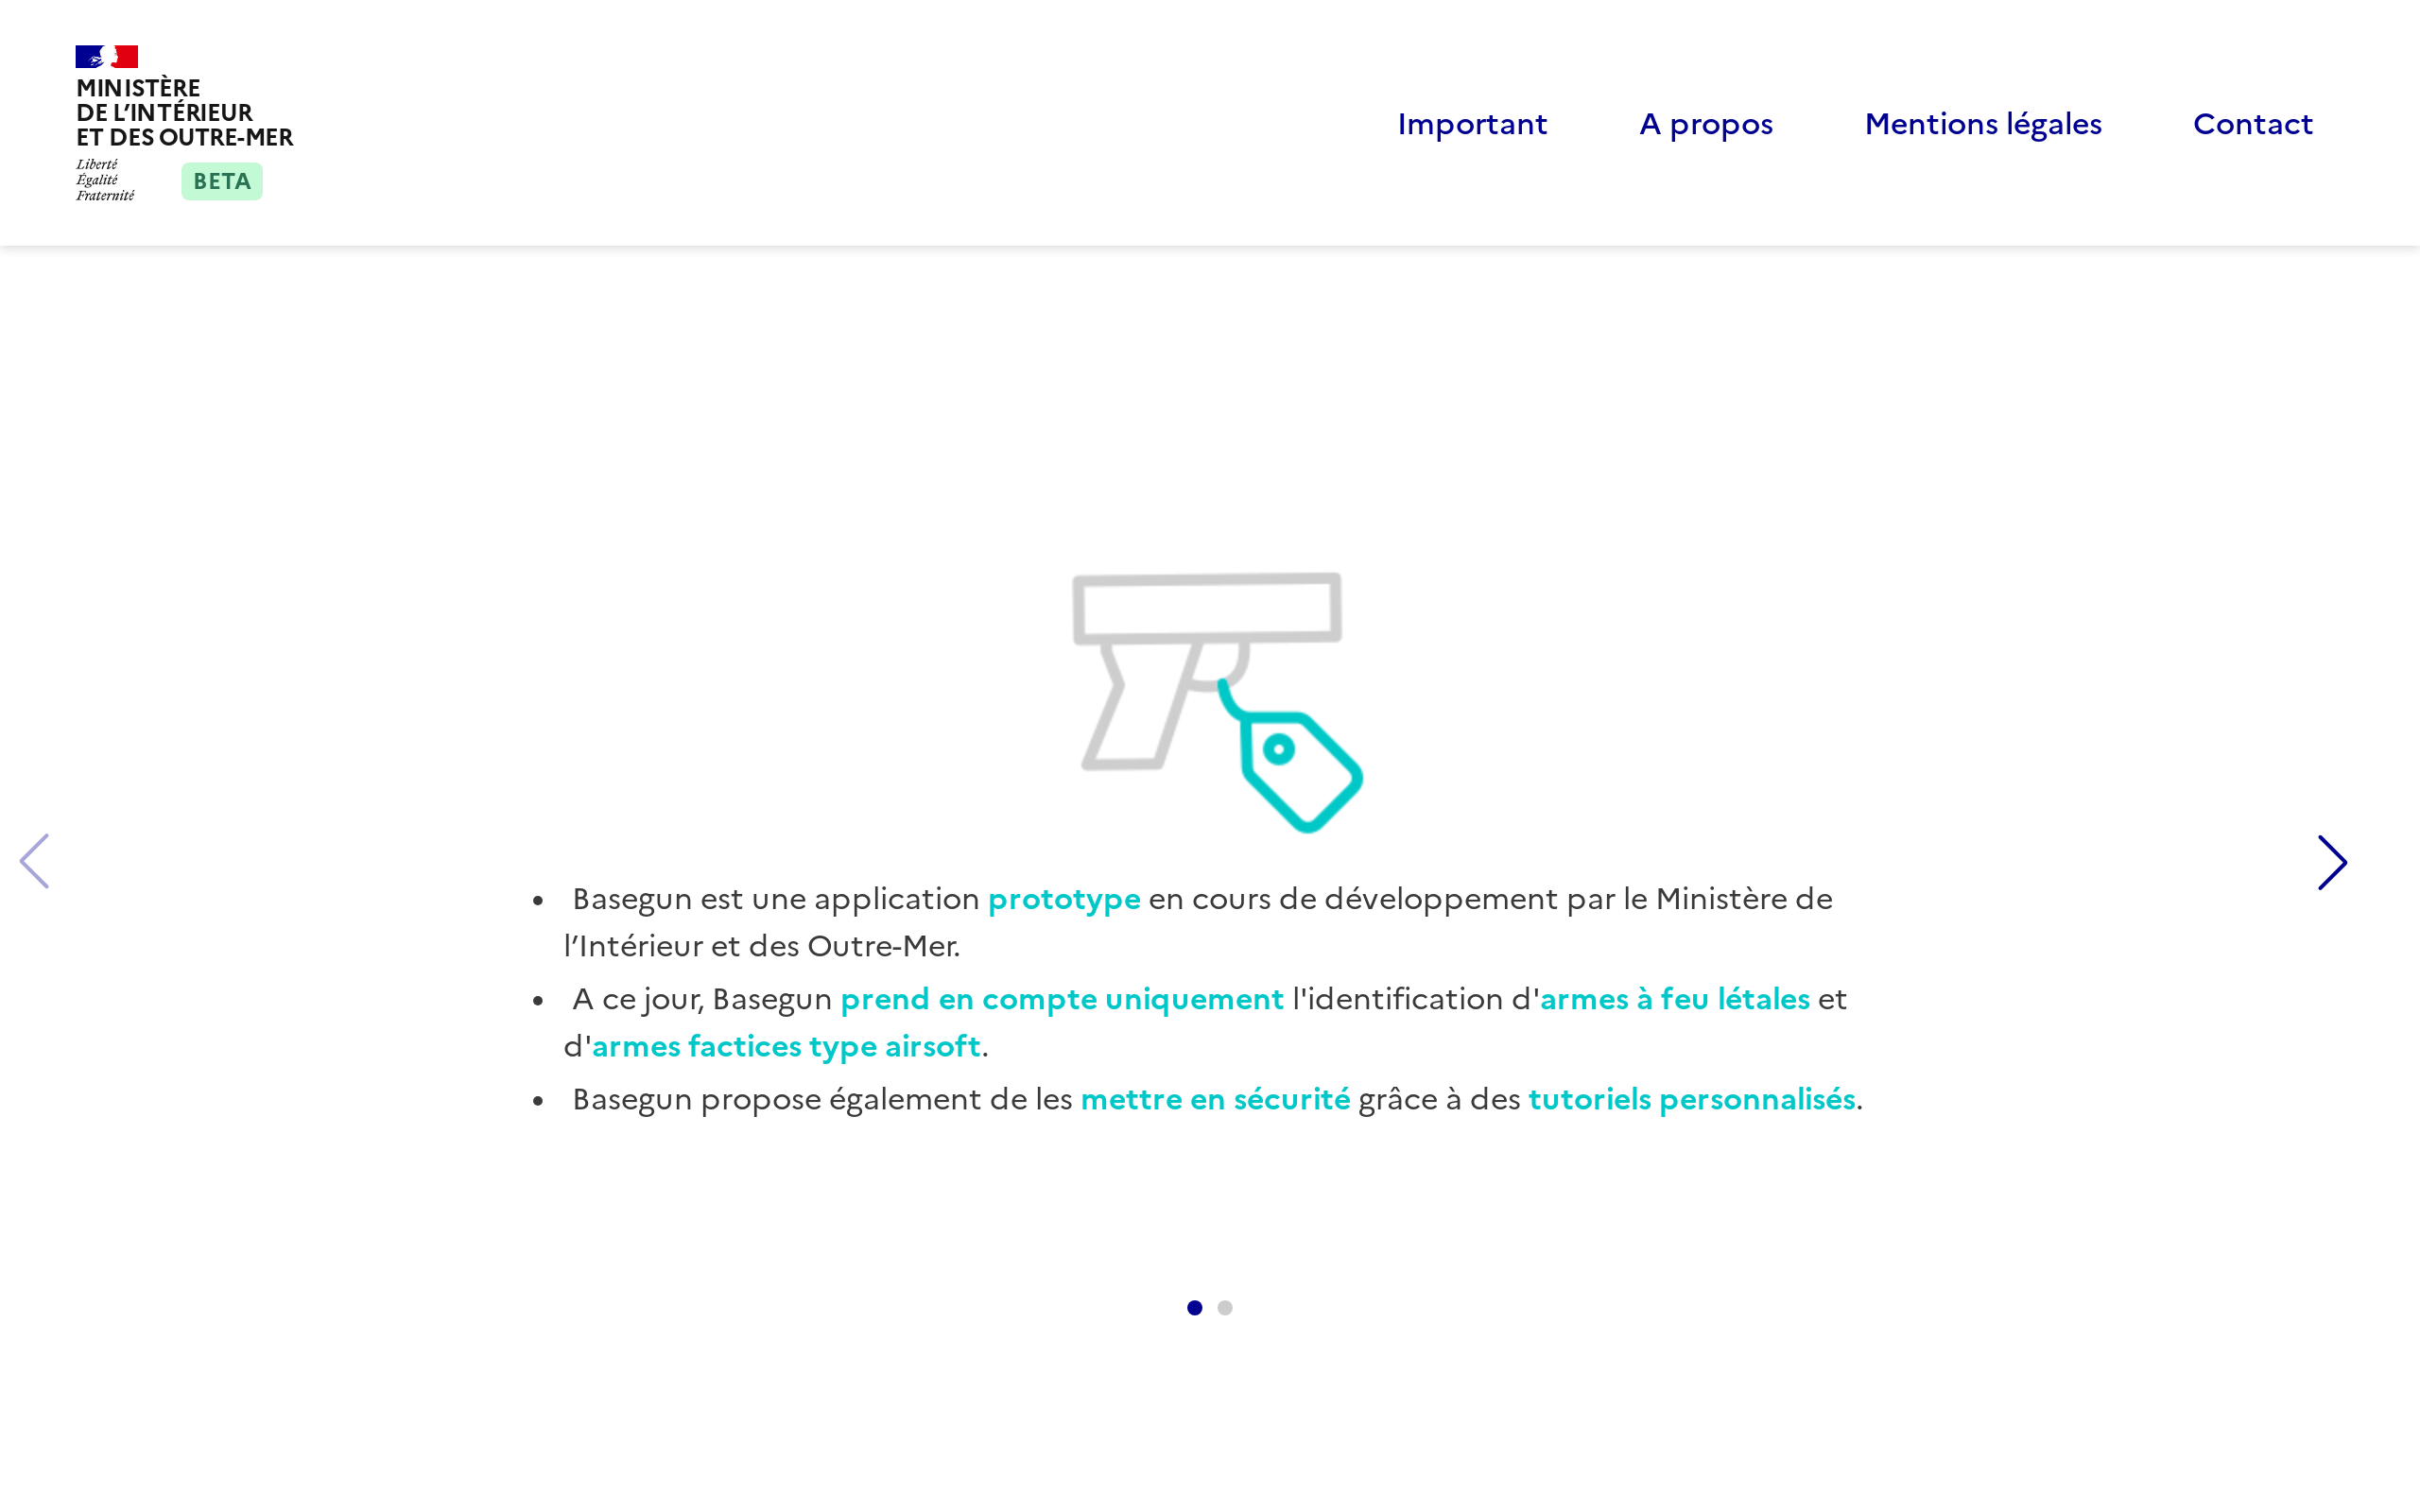 MINISTÈRE
DE L’INTÉRIEUR
ET DES OUTRE-MER
Liberté
Égalité
Fraternité
BETA
Important
A propos
Mentions légales
Contact
Basegun est une application prototype en cours de développement par le Ministère de
l’Intérieur et des Outre-Mer.
A ce jour, Basegun prend en compte uniquement l'identification d'armes à feu létales et
d'armes factices type airsoft.
Basegun propose également de les mettre en sécurité grâce à des tutoriels personnalisés.